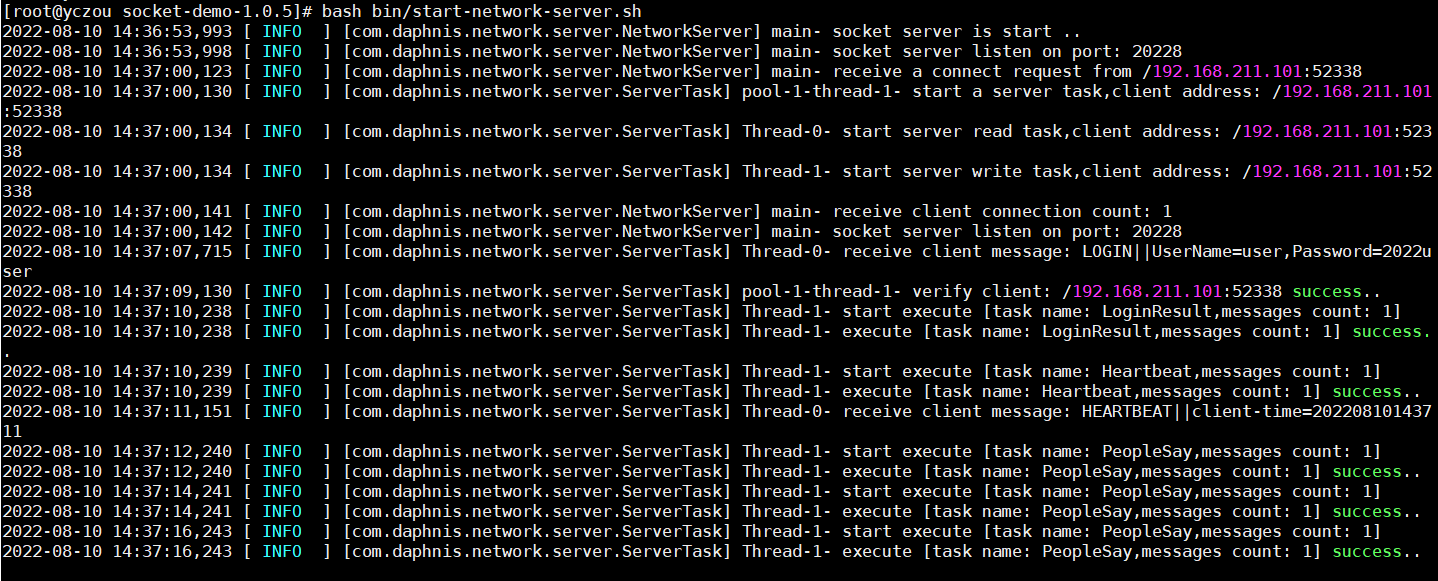 [root@yczou socket-demo-1.0.5]# bash bin/start-network-server.sh
2022-08-10 14:36:53,993 [ INFO  ] [com.daphnis.network.server.NetworkServer] main- socket server is start ..
2022-08-10 14:36:53,998 [ INFO  ] [com.daphnis.network.server.NetworkServer] main- socket server listen on port: 20228
2022-08-10 14:37:00,123 [ INFO  ] [com.daphnis.network.server.NetworkServer] main- receive a connect request from /192.168.211.101:52338
2022-08-10 14:37:00,130 [ INFO  ] [com.daphnis.network.server.ServerTask] pool-1-thread-1- start a server task,client address: /192.168.211.101
:52338
2022-08-10 14:37:00,134 [ INFO  ] [com.daphnis.network.server.ServerTask] Thread-0- start server read task,client address: /192.168.211.101:523
38
2022-08-10 14:37:00,134 [ INFO  ] [com.daphnis.network.server.ServerTask] Thread-1- start server write task,client address: /192.168.211.101:52
338
2022-08-10 14:37:00,141 [ INFO  ] [com.daphnis.network.server.NetworkServer] main- receive client connection count: 1
2022-08-10 14:37:00,142 [ INFO  ] [com.daphnis.network.server.NetworkServer] main- socket server listen on port: 20228
2022-08-10 14:37:07,715 [ INFO  ] [com.daphnis.network.server.ServerTask] Thread-0- receive client message: LOGIN||UserName=user,Password=2022u
ser
2022-08-10 14:37:09,130 [ INFO  ] [com.daphnis.network.server.ServerTask] pool-1-thread-1- verify client: /192.168.211.101:52338 success..
2022-08-10 14:37:10,238 [ INFO  ] [com.daphnis.network.server.ServerTask] Thread-1- start execute [task name: LoginResult,messages count: 1]
2022-08-10 14:37:10,238 [ INFO  ] [com.daphnis.network.server.ServerTask] Thread-1- execute [task name: LoginResult,messages count: 1] success.
.
2022-08-10 14:37:10,239 [ INFO  ] [com.daphnis.network.server.ServerTask] Thread-1- start execute [task name: Heartbeat,messages count: 1]
2022-08-10 14:37:10,239 [ INFO  ] [com.daphnis.network.server.ServerTask] Thread-1- execute [task name: Heartbeat,messages count: 1] success..
2022-08-10 14:37:11,151 [ INFO  ] [com.daphnis.network.server.ServerTask] Thread-0- receive client message: HEARTBEAT||client-time=202208101437
11
2022-08-10 14:37:12,240 [ INFO  ] [com.daphnis.network.server.ServerTask] Thread-1- start execute [task name: PeopleSay,messages count: 1]
2022-08-10 14:37:12,240 [ INFO  ] [com.daphnis.network.server.ServerTask] Thread-1- execute [task name: PeopleSay,messages count: 1] success..
2022-08-10 14:37:14,241 [ INFO  ] [com.daphnis.network.server.ServerTask] Thread-1- start execute [task name: PeopleSay,messages count: 1]
2022-08-10 14:37:14,241 [ INFO  ] [com.daphnis.network.server.ServerTask] Thread-1- execute [task name: PeopleSay,messages count: 1] success..
2022-08-10 14:37:16,243 [ INFO  ] [com.daphnis.network.server.ServerTask] Thread-1- start execute [task name: PeopleSay,messages count: 1]
2022-08-10 14:37:16,243 [ INFO  ] [com.daphnis.network.server.ServerTask] Thread-1- execute [task name: PeopleSay,messages count: 1] success..